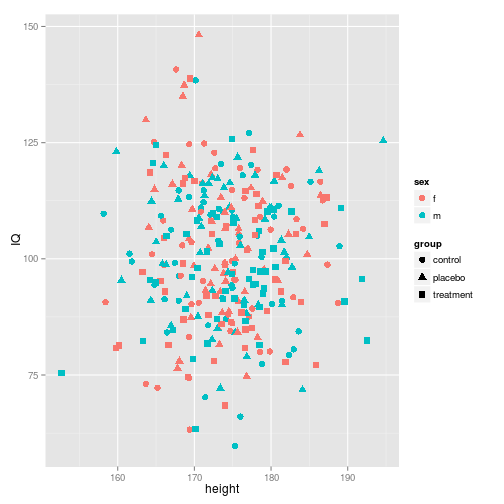 150
125
100
75
IQ
160
170
180
190
height
sex
f
m
group
control
placebo
treatment